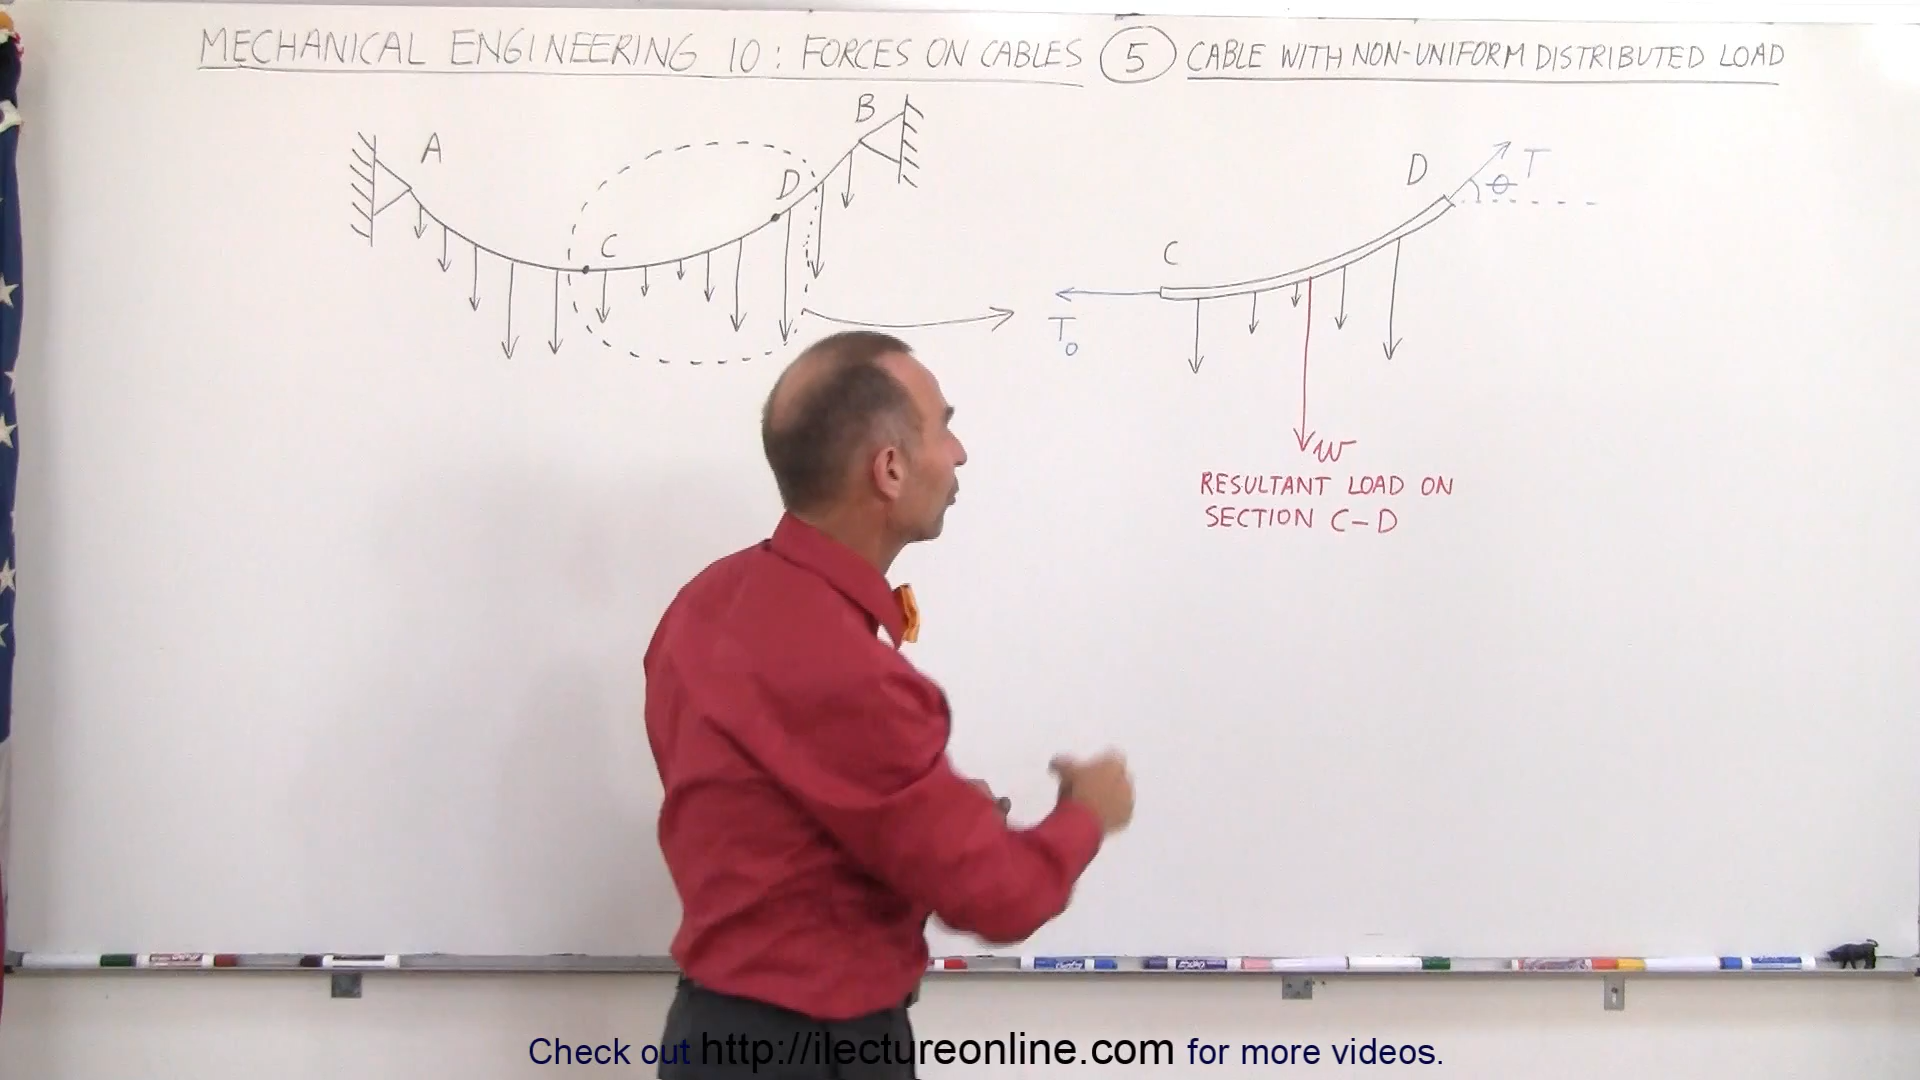 MECHANICAL ENGINEERING 10: FORCES ON CABLES 5 CABLE WITH NON-UNIFORM DISTRIBUTED LOAD
A
B
D
C
D
T
θ
C
T0
W
RESULTANT LOAD ON
SECTION C-D
Check out http://ilectureonline.com for more videos.